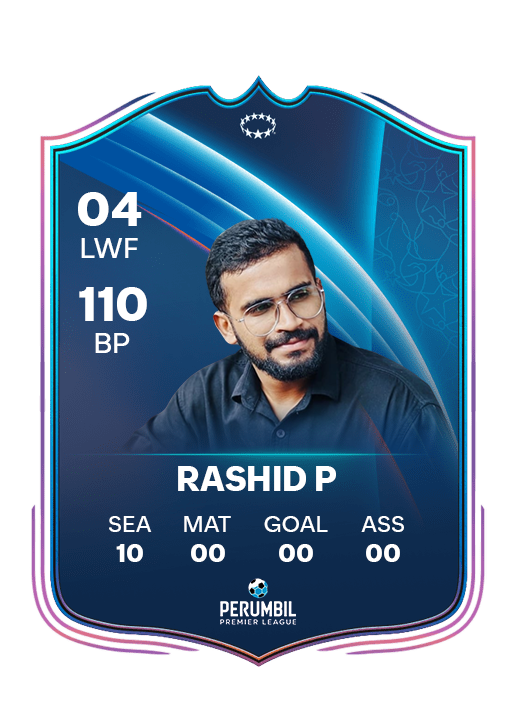 04
LWF
110
BP
RASHID P
SEA MAT GOAL ASS
10 00 00 00
PERUMBIL
PREMIER LEAGUE